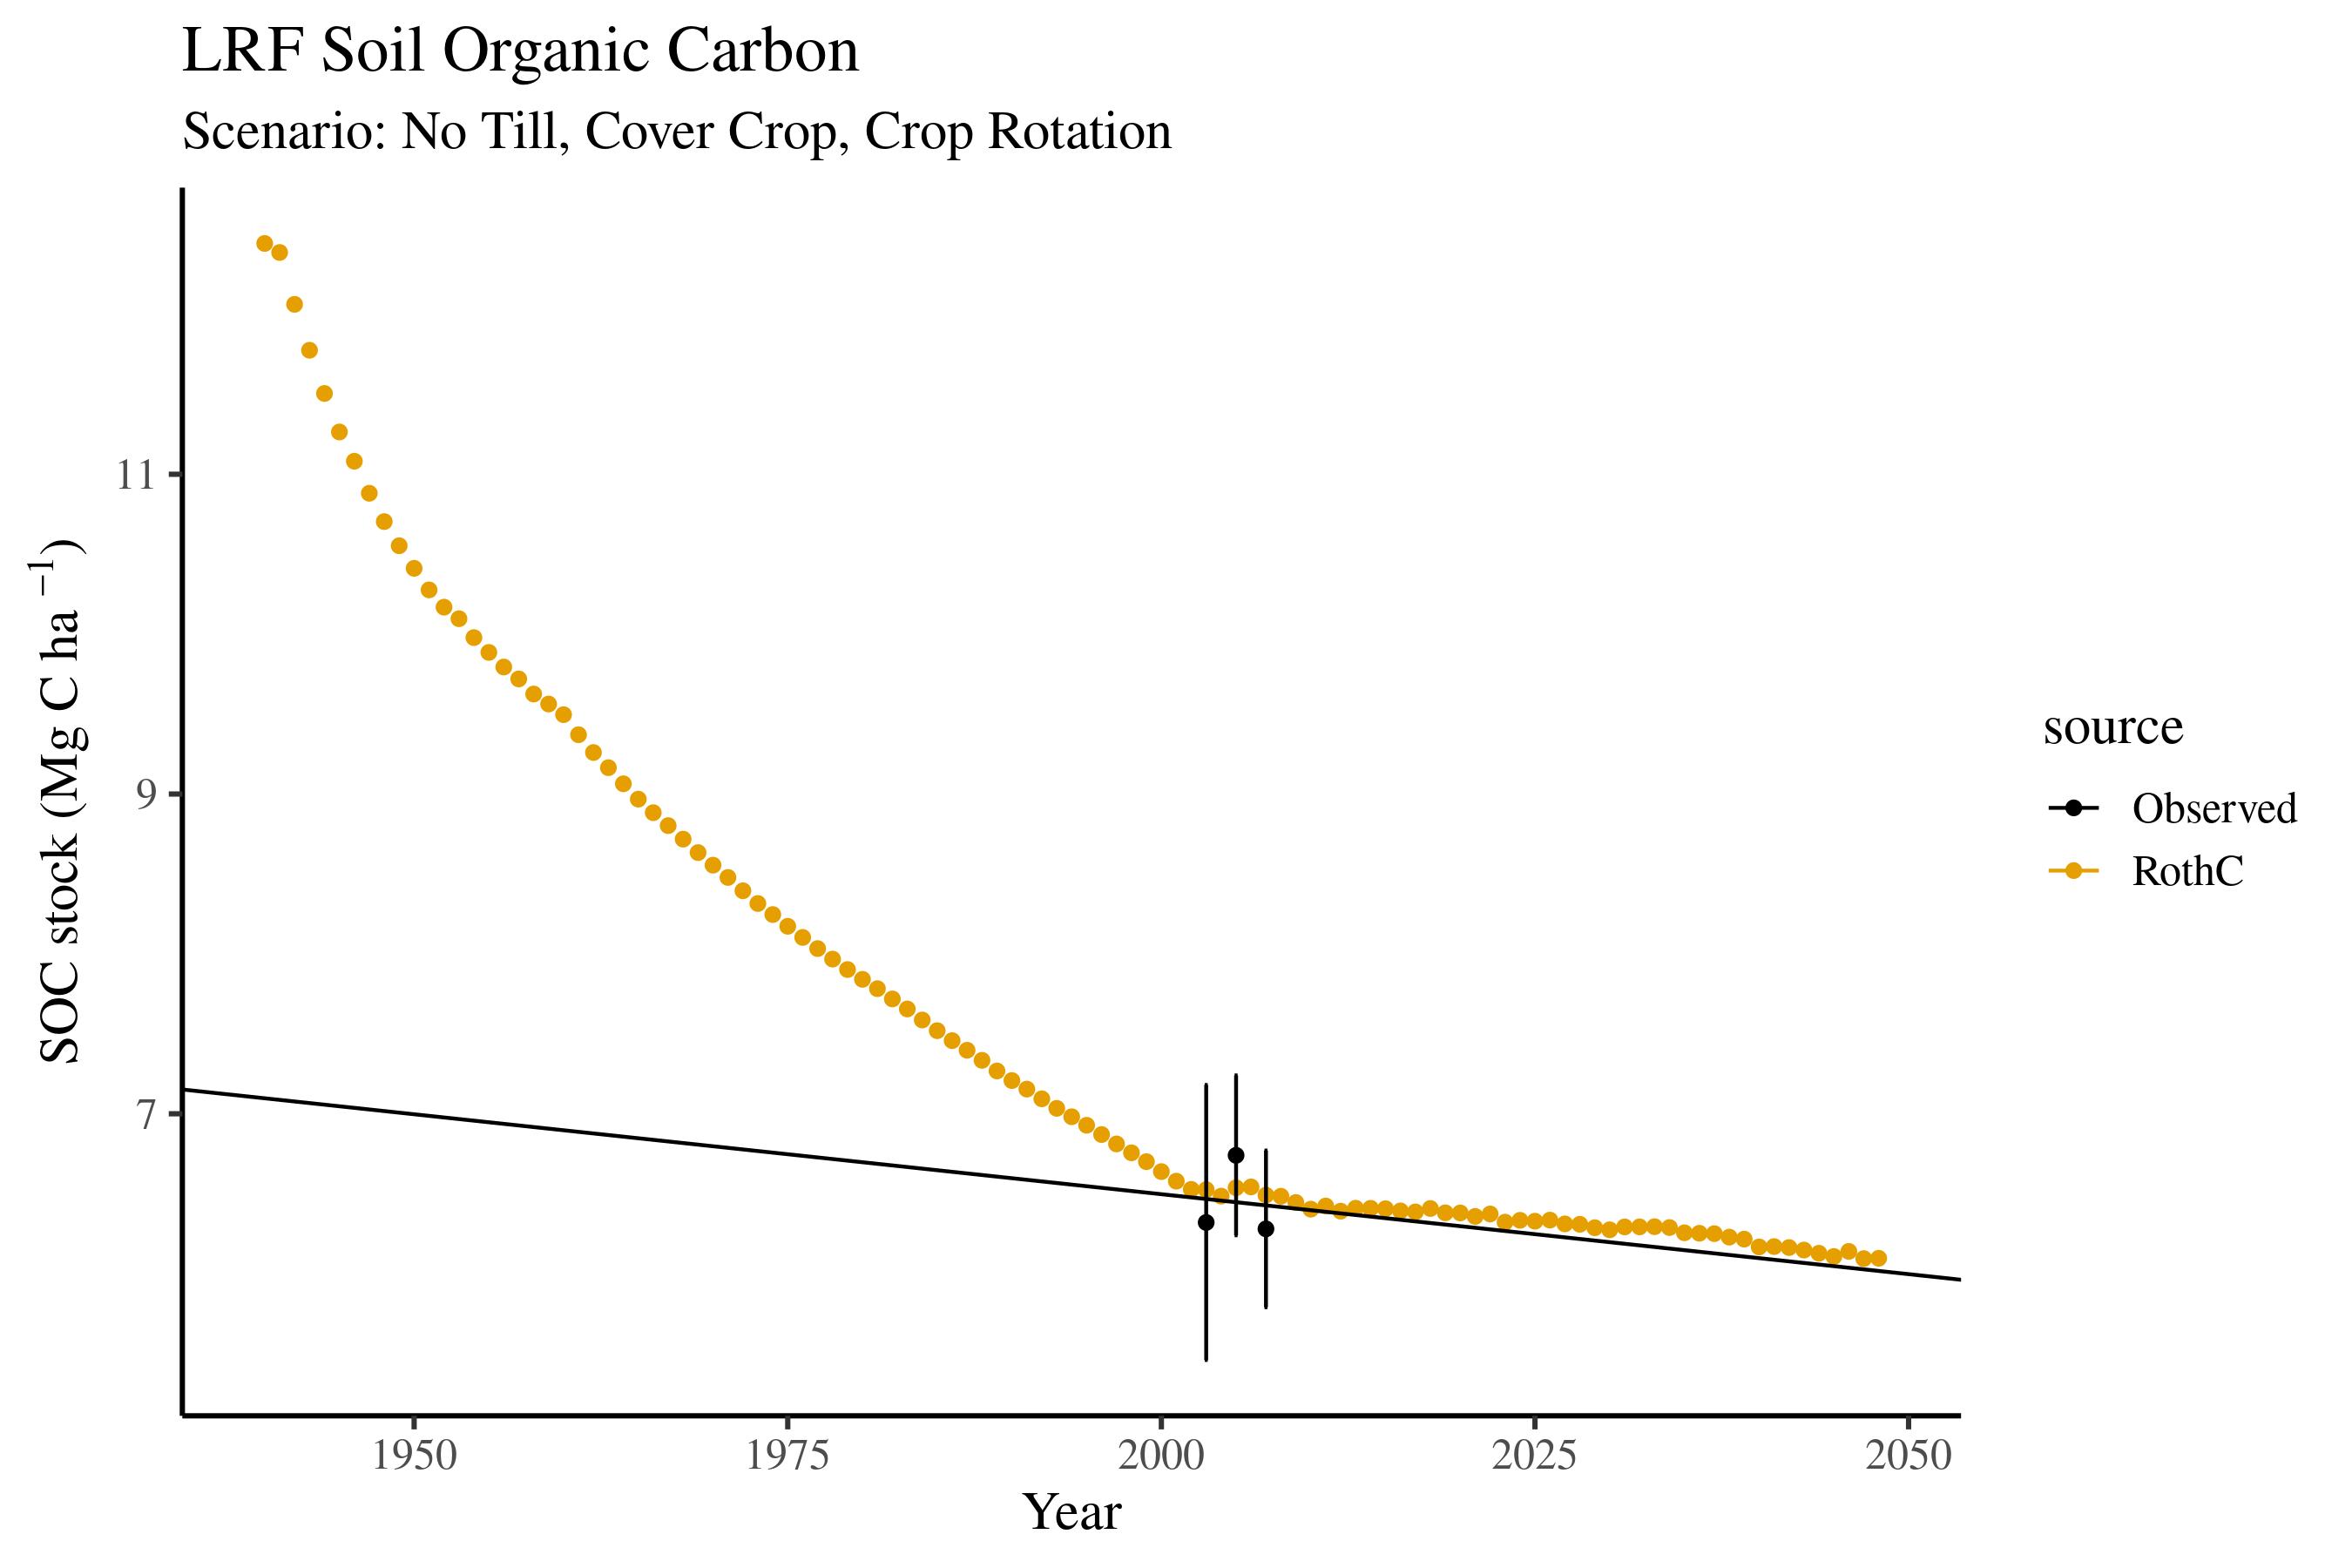 LRF Soil Organic Carbon
Scenario: No Till, Cover Crop, Crop Rotation
SOC stock (Mg C ha⁻¹)
11
9
7
1950
1975
2000
2025
2050
Year
source
Observed
RothC